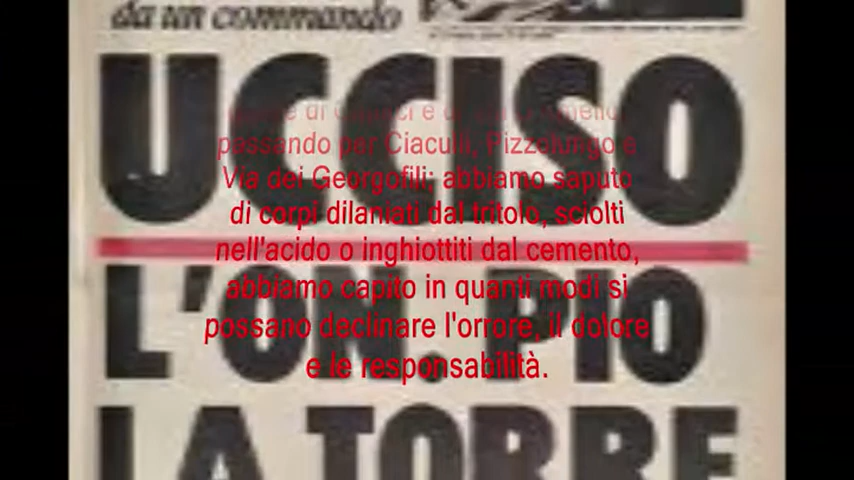 da un commando
UCCISO
L'ON. PIO
LA TORRE
passando per Ciaculli, Pizzolungo e
Via dei Georgofili; abbiamo saputo
di corpi dilaniati dal tritolo, sciolti
nell'acido o inghiottiti dal cemento,
abbiamo capito in quanti modi si
possano declinare l'orrore, il dolore
e le responsabilità.